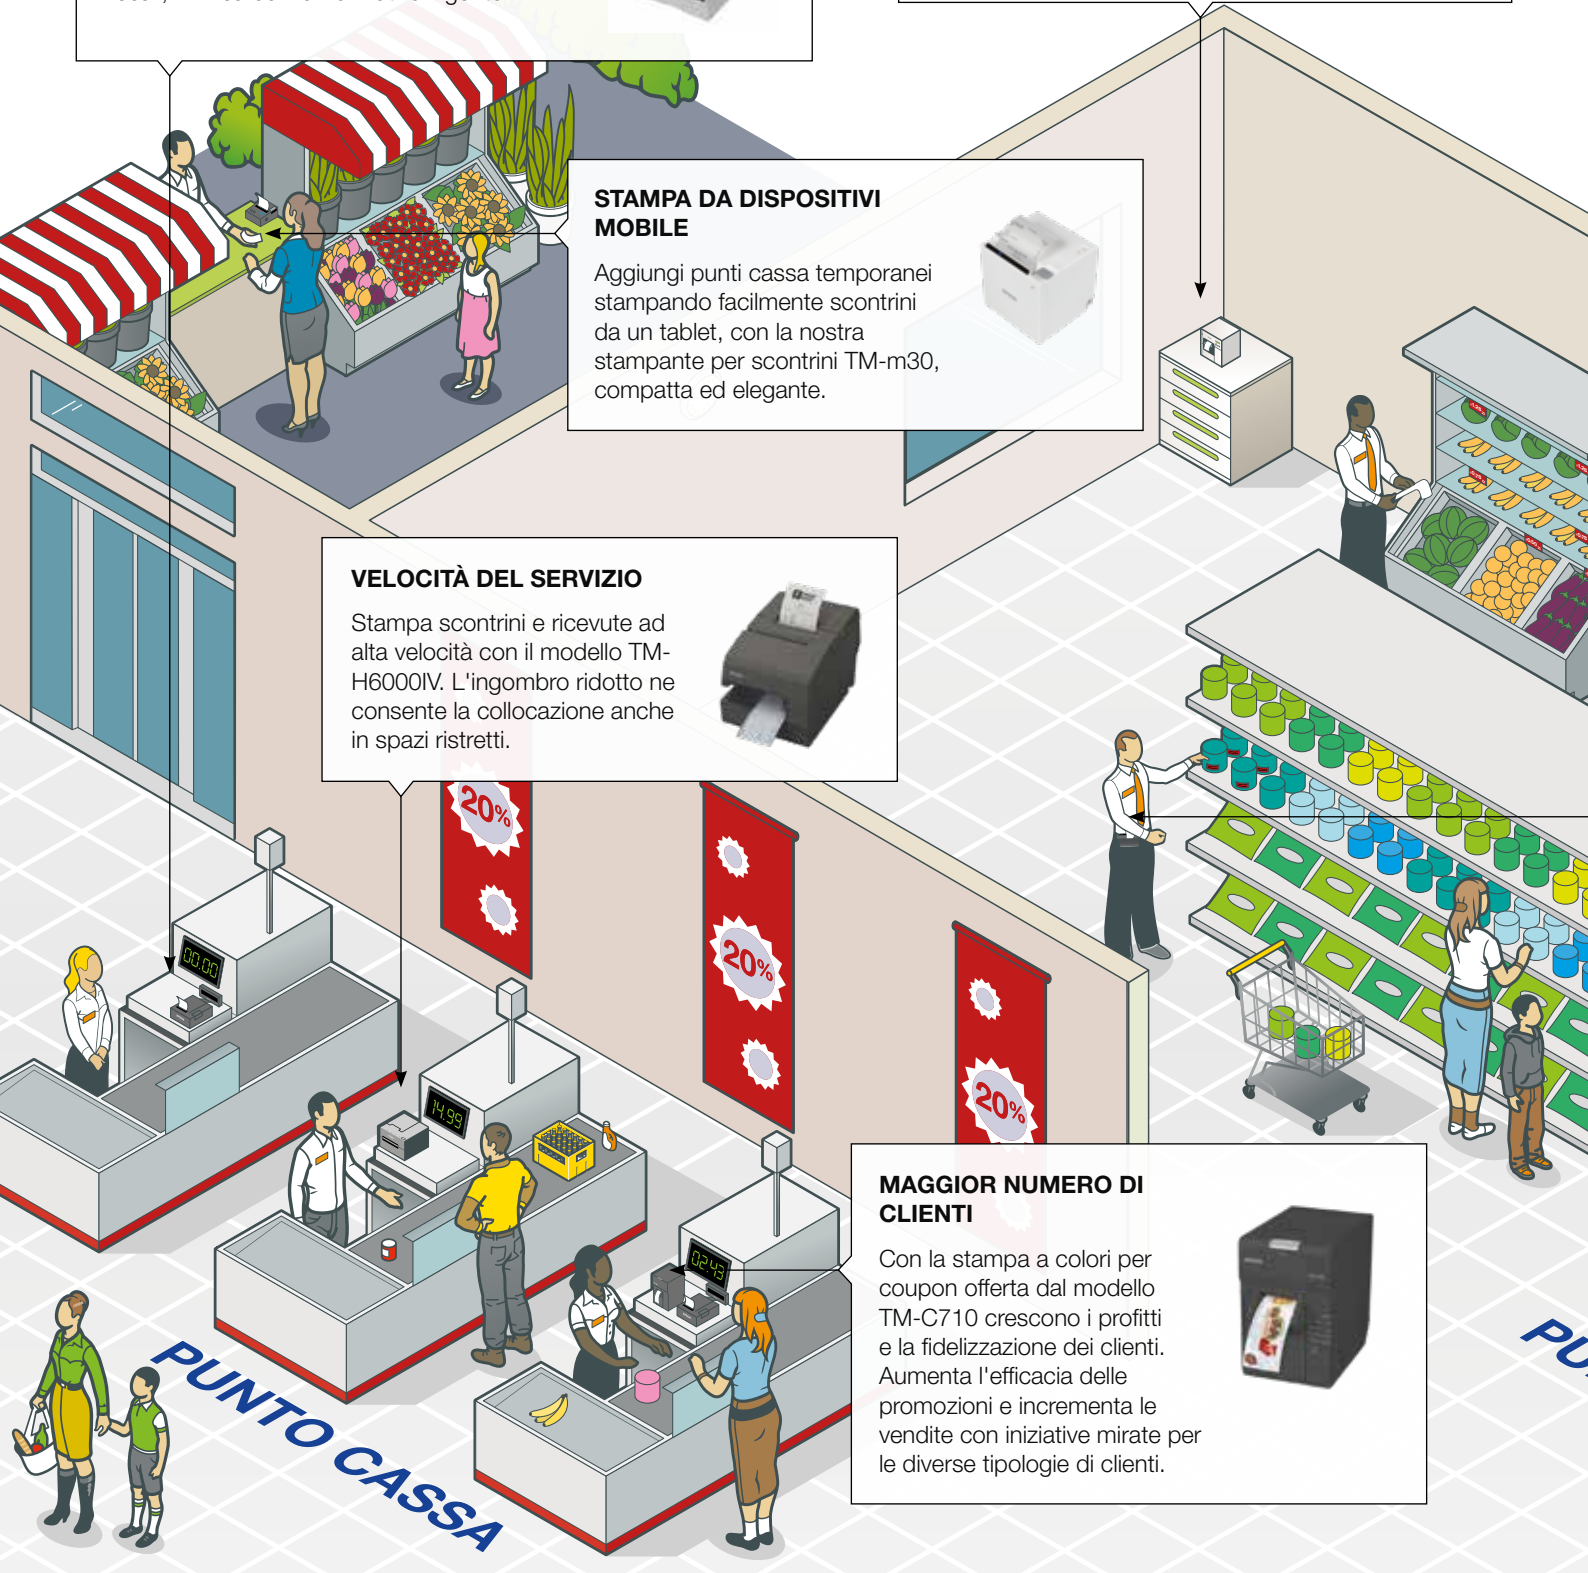 STAMPA DA DISPOSITIVI
MOBILE
Aggiungi punti cassa temporanei
stampando facilmente scontrini
da un tablet, con la nostra
stampante per scontrini TM-m30,
compatta ed elegante.
VELOCITÀ DEL SERVIZIO
Stampa scontrini e ricevute ad
alta velocità con il modello TM-
H6000IV. L'ingombro ridotto ne
consente la collocazione anche
in spazi ristretti.
20%
20%
20%
00.00
14.99
02:43
MAGGIOR NUMERO DI
CLIENTI
Con la stampa a colori per
coupon offerta dal modello
TM-C710 crescono i profitti
e la fidelizzazione dei clienti.
Aumenta l'efficacia delle
promozioni e incrementa le
vendite con iniziative mirate per
le diverse tipologie di clienti.
PUNTO CASSA